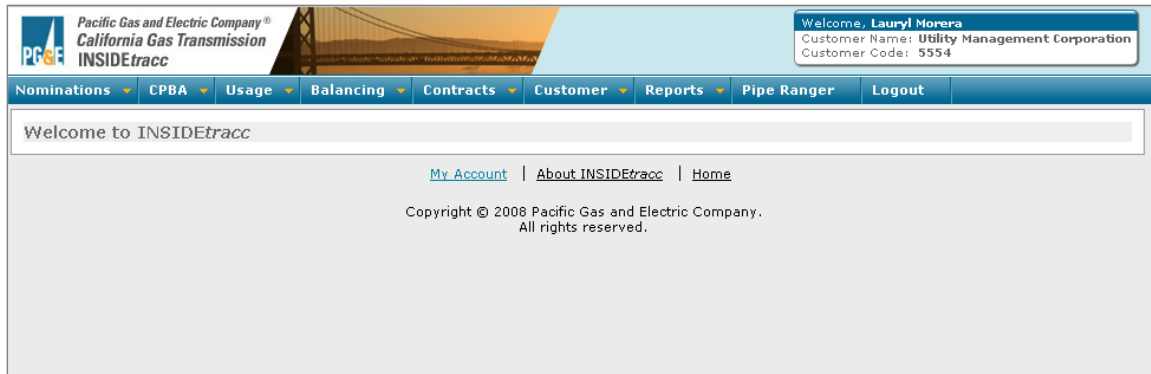 Pacific Gas and Electric Company®
California Gas Transmission
INSIDEtracc
PG&E
Welcome, Lauryl Morera
Customer Name: Utility Management Corporation
Customer Code: 5554
Nominations CPBA Usage Balancing Contracts Customer Reports Pipe Ranger Logout
Welcome to INSIDEtracc
My Account | About INSIDEtracc | Home
Copyright © 2008 Pacific Gas and Electric Company.
All rights reserved.